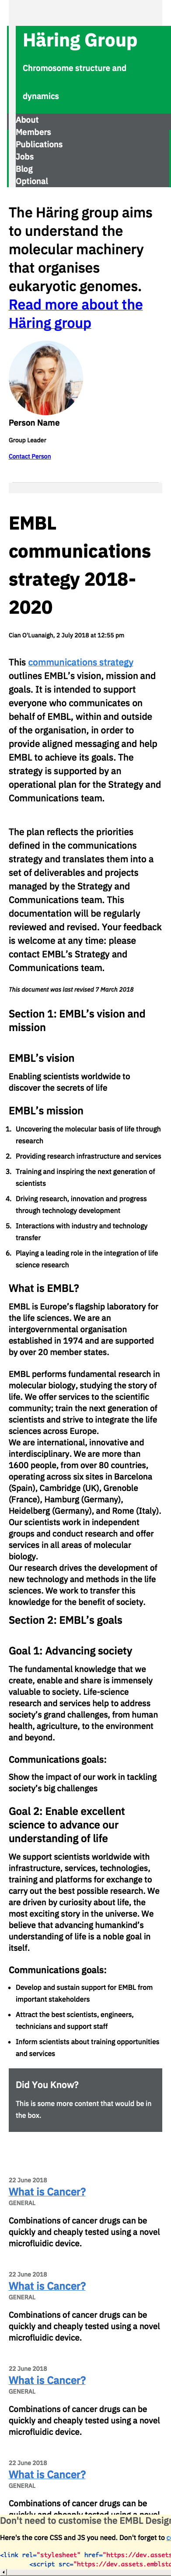 Häring Group
Chromosome structure and
dynamics
About
Members
Publications
Jobs
Blog
Optional
The Häring group aims
to understand the
molecular machinery
that organises
eukaryotic genomes.
Read more about the
Häring group
Person Name
Group Leader
Contact Person
EMBL
communications
strategy 2018-
2020
Cian O'Luanaigh, 2 July 2018 at 12:55 pm
This communications strategy
outlines EMBL's vision, mission and
goals. It is intended to support
everyone who communicates on
behalf of EMBL, within and outside
of the organisation, in order to
provide aligned messaging and help
EMBL to achieve its goals. The
strategy is supported by an
operational plan for the Strategy and
Communications team.
The plan reflects the priorities
defined in the communications
strategy and translates them into a
set of deliverables and projects
managed by the Strategy and
Communications team. This
documentation will be regularly
reviewed and revised. Your feedback
is welcome at any time: please
contact EMBL's Strategy and
Communications team.
This document was last revised 7 March 2018
Section 1: EMBL's vision and
mission
EMBL's vision
Enabling scientists worldwide to
discover the secrets of life
EMBL's mission
1. Uncovering the molecular basis of life through
research
2. Providing research infrastructure and services
3. Training and inspiring the next generation of
scientists
4. Driving research, innovation and progress
through technology development
5. Interactions with industry and technology
transfer
6. Playing a leading role in the integration of life
science research
What is EMBL?
EMBL is Europe's flagship laboratory for
the life sciences. We are an
intergovernmental organisation
established in 1974 and are supported
by over 20 member states.
EMBL performs fundamental research in
molecular biology, studying the story of
life. We offer services to the scientific
community; train the next generation of
scientists and strive to integrate the life
sciences across Europe.
We are international, innovative and
interdisciplinary. We are more than
1600 people, from over 80 countries,
operating across six sites in Barcelona
(Spain), Cambridge (UK), Grenoble
(France), Hamburg (Germany),
Heidelberg (Germany), and Rome (Italy).
Our scientists work in independent
groups and conduct research and offer
services in all areas of molecular
biology.
Our research drives the development of
new technology and methods in the life
sciences. We work to transfer this
knowledge for the benefit of society.
Section 2: EMBL's goals
Goal 1: Advancing society
The fundamental knowledge that we
create, enable and share is immensely
valuable to society. Life-science
research and services help to address
society's grand challenges, from human
health, agriculture, to the environment
and beyond.
Communications goals:
Show the impact of our work in tackling
society's big challenges
Goal 2: Enable excellent
science to advance our
understanding of life
We support scientists worldwide with
infrastructure, services, technologies,
training and platforms for exchange to
carry out the best possible research. We
are driven by curiosity about life, the
most exciting story in the universe. We
believe that advancing humankind's
understanding of life is a noble goal in
itself.
Communications goals:
• Develop and sustain support for EMBL from
important stakeholders
• Attract the best scientists, engineers,
technicians and support staff
• Inform scientists about training opportunities
and services
Did You Know?
This is some more content that would be in
the box.
22 June 2018
What is Cancer?
GENERAL
Combinations of cancer drugs can be
quickly and cheaply tested using a novel
microfluidic device.
22 June 2018
What is Cancer?
GENERAL
Combinations of cancer drugs can be
quickly and cheaply tested using a novel
microfluidic device.
22 June 2018
What is Cancer?
GENERAL
Combinations of cancer drugs can be
quickly and cheaply tested using a novel
microfluidic device.
22 June 2018
What is Cancer?
GENERAL
Combinations of cancer drugs can be
quickly and cheaply tested using a novel
Don't need to customise the EMBL Design
Here's the core CSS and JS you need. Don't forget to
<link rel="stylesheet" href="https://dev.assets
<script src="https://dev.assets.emblsta